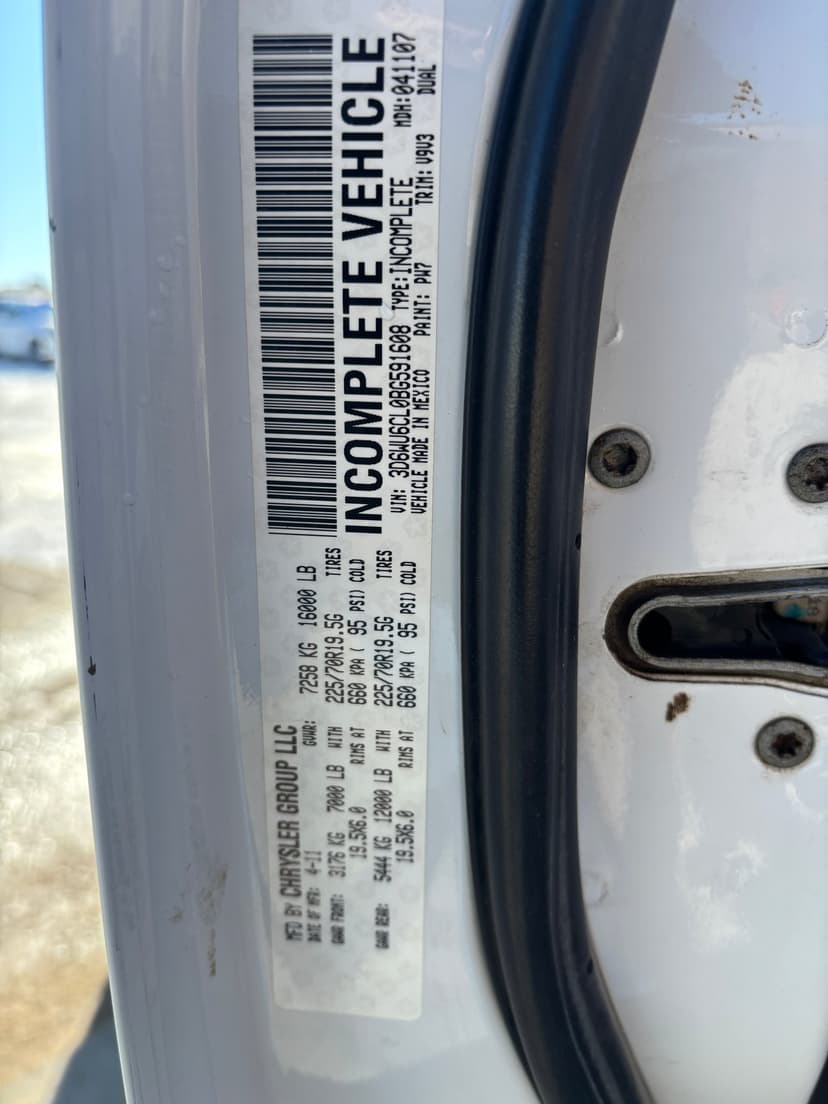 MFD BY CHRYSLER GROUP LLC
DATE OF MFR: 4-11 GVWR: 7258 KG 16000 LB
GAWR FRONT: 3176 KG 7000 LB WITH 225/70R19.5G TIRES
19.5X6.0 RIMS AT 660 KPA ( 95 PSI) COLD
GAWR REAR: 5444 KG 12000 LB WITH 225/70R19.5G TIRES
19.5X6.0 RIMS AT 660 KPA ( 95 PSI) COLD
INCOMPLETE VEHICLE
VIN: 3D6WU6CL0BG591608 TYPE:INCOMPLETE MDH:041107
VEHICLE MADE IN MEXICO PAINT: PW7 TRIM: V9V3 DUAL